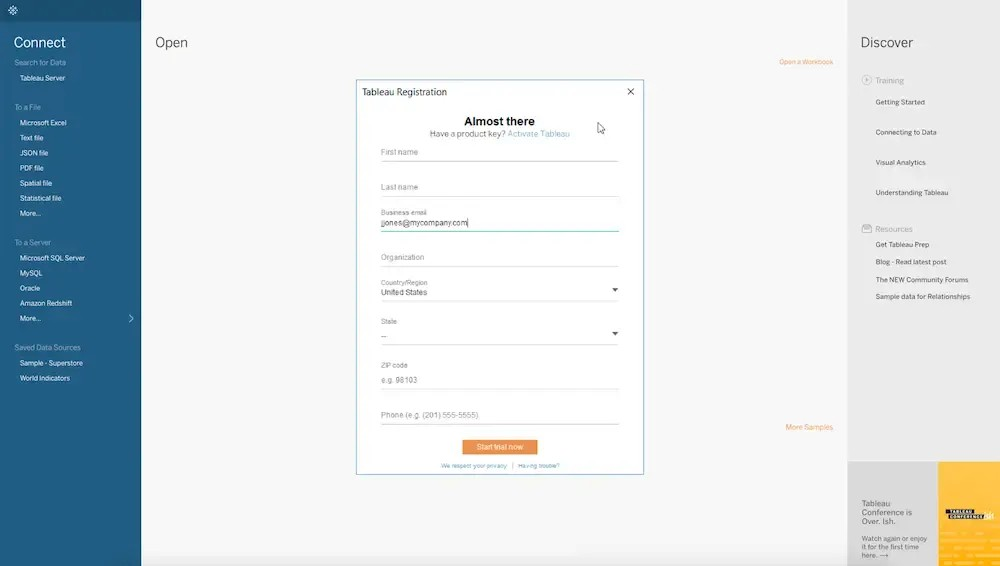 Connect
Search for Data
Tableau Server
To a File
Microsoft Excel
Text file
JSON file
PDF file
Spatial file
Statistical file
More...
To a Server
Microsoft SQL Server
MySQL
Oracle
Amazon Redshift
More...
Saved Data Sources
Sample - Superstore
World Indicators
Open
Open a Workbook
Tableau Registration
Almost there
Have a product key? Activate Tableau
First name
Last name
Business email
jjones@mycompany.com
Organization
Country/Region
United States
State
---
ZIP code
e.g. 98103
Phone (e.g. (201) 555-5555)
Start trial now
We respect your privacy | Having trouble?
More Samples
Discover
Training
Getting Started
Connecting to Data
Visual Analytics
Understanding Tableau
Resources
Get Tableau Prep
Blog - Read latest post
The NEW Community Forums
Sample data for Relationships
Tableau
Conference is
Over. Ish.
Watch again or enjoy
it for the first time
here. →
TABLEAU
CONFERENCE ish